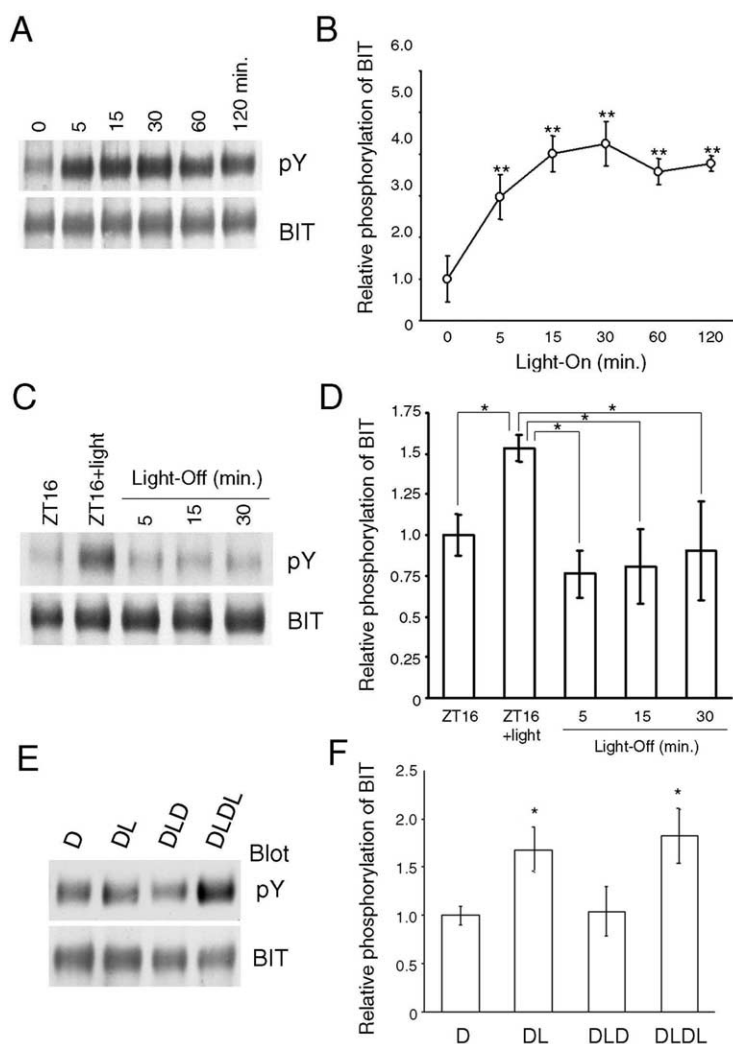 A
0 5 15 30 60 120 min.
pY
BIT
B
Relative phosphorylation of BIT
6.0
5.0
4.0
3.0
2.0
1.0
0
** ** ** ** **
0 5 15 30 60 120
Light-On (min.)
C
ZT16 ZT16+light
Light-Off (min.)
5 15 30
pY
BIT
D
Relative phosphorylation of BIT
1.75
1.5
1.25
1.0
0.75
0.5
0.25
0
* * * *
ZT16 ZT16 5 15 30
+light Light-Off (min.)
E
D DL DLD DLDL
Blot
pY
BIT
F
Relative phosphorylation of BIT
2.5
2.0
1.5
1.0
0.5
0
* *
D DL DLD DLDL